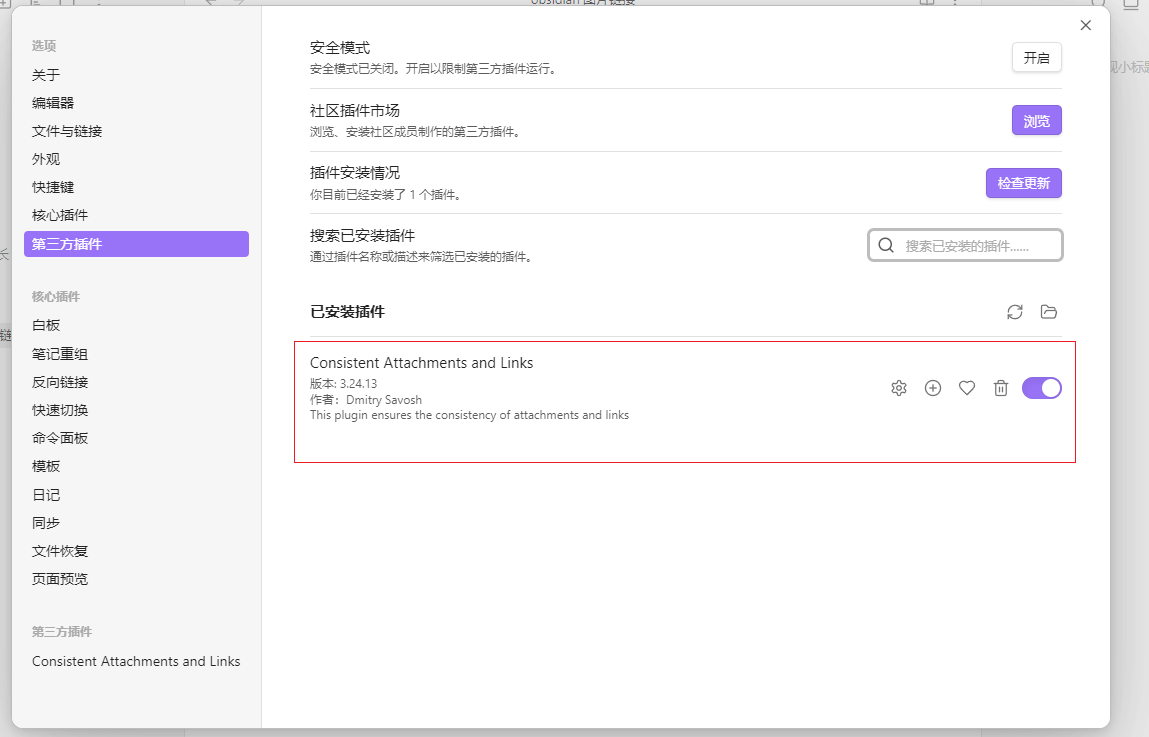 obsidian 图片链接
选项
关于
编辑器
文件与链接
外观
快捷键
核心插件
第三方插件
核心插件
白板
笔记重组
反向链接
快速切换
命令面板
模板
日记
同步
文件恢复
页面预览
第三方插件
Consistent Attachments and Links
安全模式
安全模式已关闭。开启以限制第三方插件运行。
开启
社区插件市场
浏览、安装社区成员制作的第三方插件。
浏览
插件安装情况
你目前已经安装了 1 个插件。
检查更新
搜索已安装插件
通过插件名称或描述来筛选已安装的插件。
搜索已安装的插件......
已安装插件
Consistent Attachments and Links
版本: 3.24.13
作者：Dmitry Savosh
This plugin ensures the consistency of attachments and links
长
链
小标题